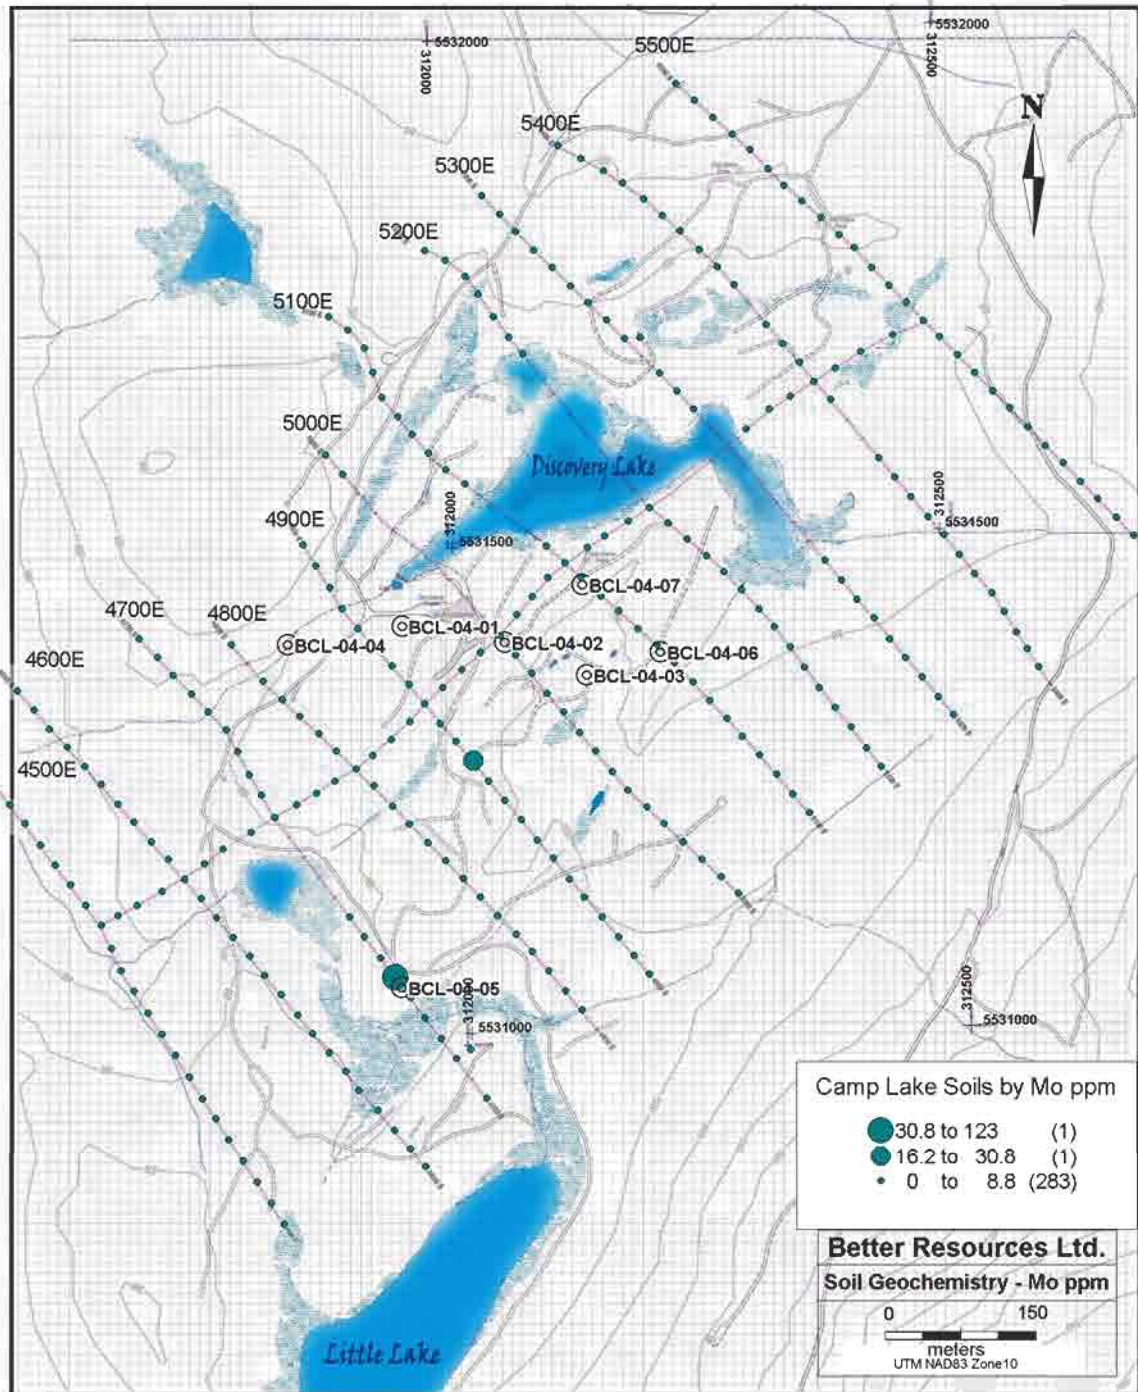 5532000
312000
5532000
312500
5500E
N
5400E
5300E
5200E
5100E
5000E
Discovery Lake
312000
5531500
312500
5531500
4900E
BCL-04-07
4700E
4800E
BCL-04-01
BCL-04-04
BCL-04-02
BCL-04-06
4600E
BCL-04-03
4500E
BCL-04-05
312000
5531000
312500
5531000
Camp Lake Soils by Mo ppm
30.8 to 123 (1)
16.2 to 30.8 (1)
0 to 8.8 (283)
Better Resources Ltd.
Soil Geochemistry - Mo ppm
0 150
meters
UTM NAD83 Zone10
Little Lake